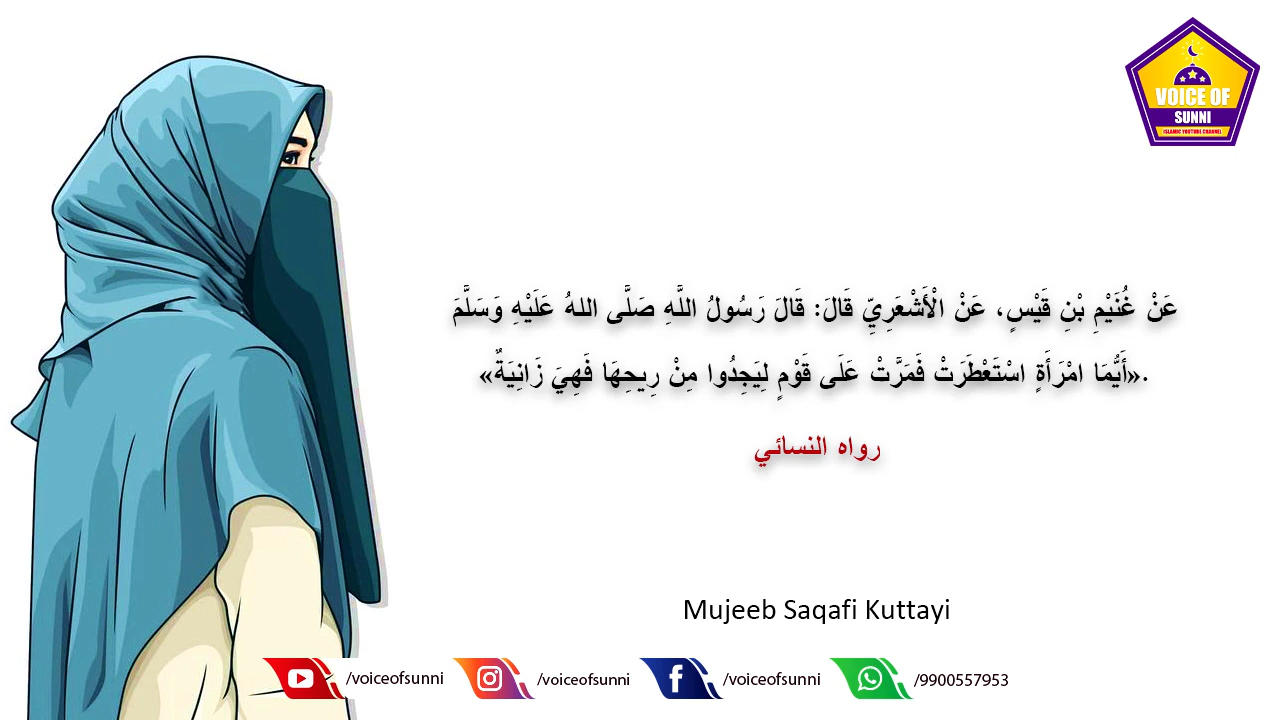 VOICE OF
SUNNI
ISLAMIC YOUTUBE CHANNEL
عَنْ غُنَيْمِ بْنِ قَيْسٍ، عَنْ الْأَشْعَرِيِّ قَالَ: قَالَ رَسُولُ اللَّهِ صَلَّى اللهُ عَلَيْهِ وَسَلَّمَ
«أَيُّمَا امْرَأَةٍ اسْتَعْطَرَتْ فَمَرَّتْ عَلَى قَوْمٍ لِيَجِدُوا مِنْ رِيحِهَا فَهِيَ زَانِيَةٌ».
رواه النسائي
Mujeeb Saqafi Kuttayi
/voiceofsunni /voiceofsunni /voiceofsunni /9900557953